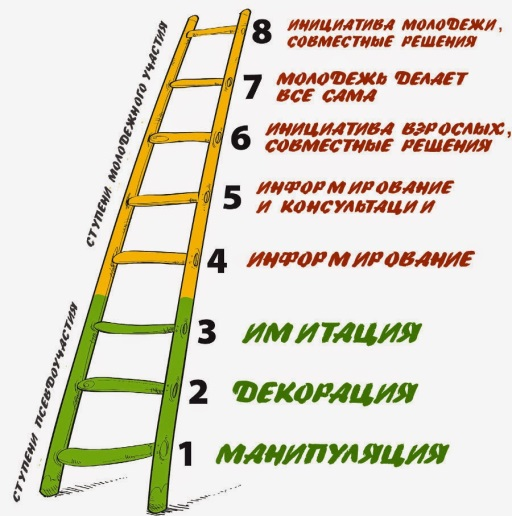 8 ИНИЦИАТИВА МОЛОДЕЖИ,
СОВМЕСТНЫЕ РЕШЕНИЯ
7 МОЛОДЕЖЬ ДЕЛАЕТ
ВСЕ САМА
6 ИНИЦИАТИВА ВЗРОСЛЫХ,
СОВМЕСТНЫЕ РЕШЕНИЯ
5 ИНФОРМИРОВАНИЕ
И КОНСУЛЬТАЦИИ
4 ИНФОРМИРОВАНИЕ
3 ИМИТАЦИЯ
2 ДЕКОРАЦИЯ
1 МАНИПУЛЯЦИЯ
СТУПЕНИ МОЛОДЕЖНОГО УЧАСТИЯ
СТУПЕНИ ПСЕВДОУЧАСТИЯ